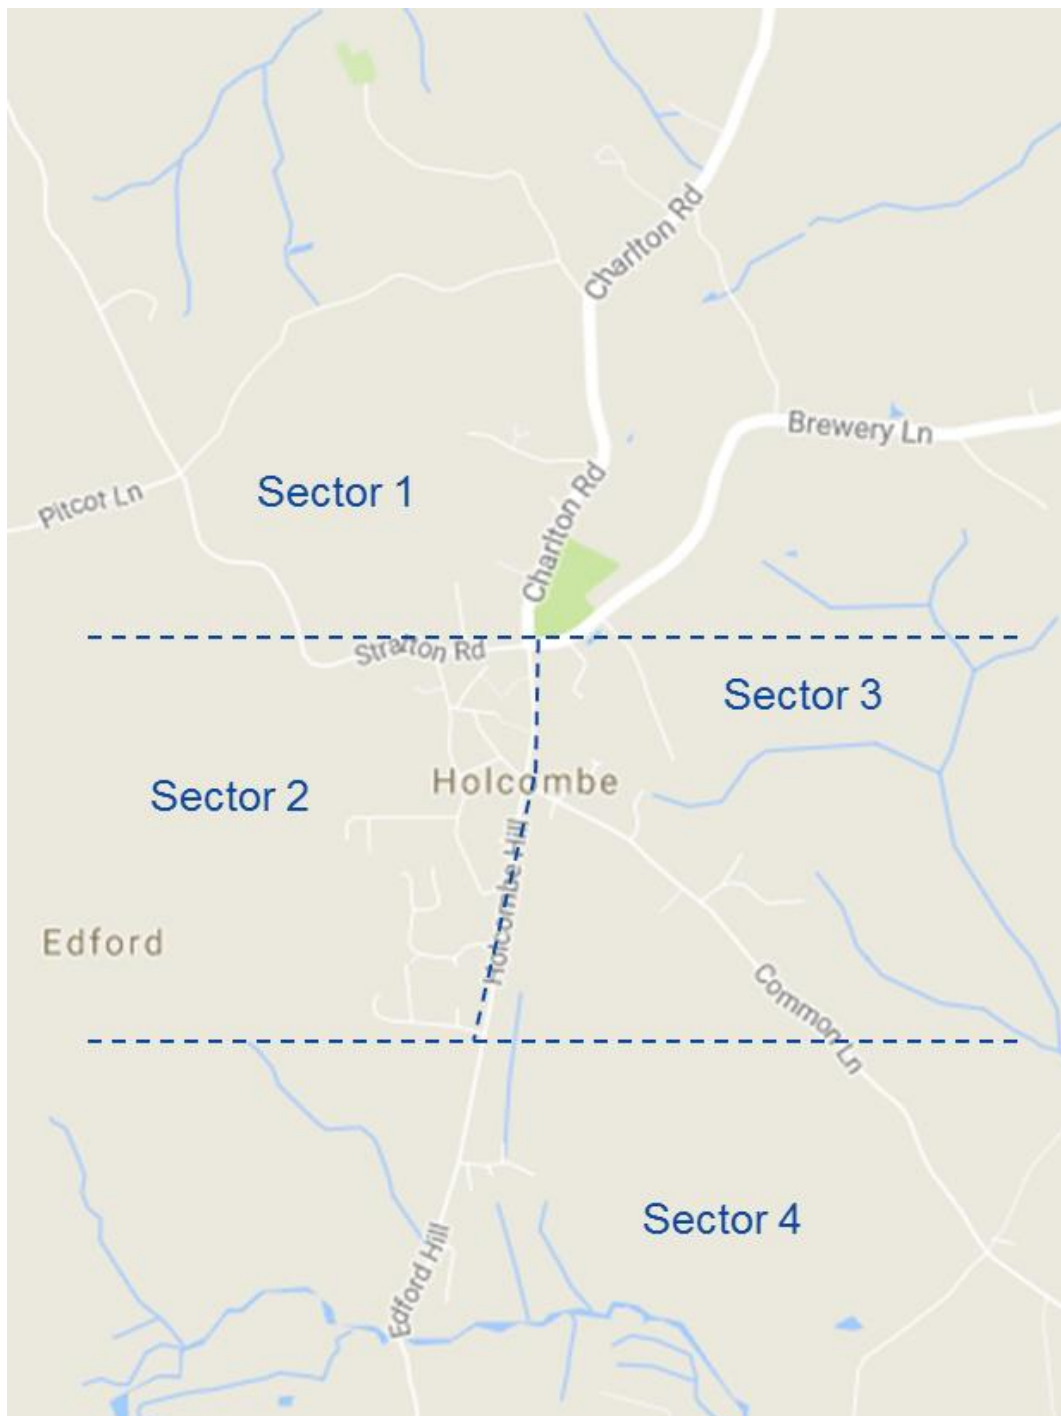 Charlton Rd
Brewery Ln
Sector 1
Pitcot Ln
Charlton Rd
Stratton Rd
Sector 3
Holcombe
Sector 2
Holcombe Hill
Edford
Common Ln
Sector 4
Edford Hill